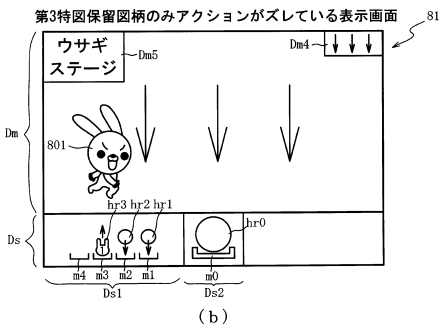 第3特図保留図柄のみアクションがズレている表示画面
81
ウサギ
ステージ
Dm5
Dm4
Dm
801
hr3 hr2 hr1
hr0
Ds
1
m4 m3 m2 m1 m0
Ds1 Ds2
(b)